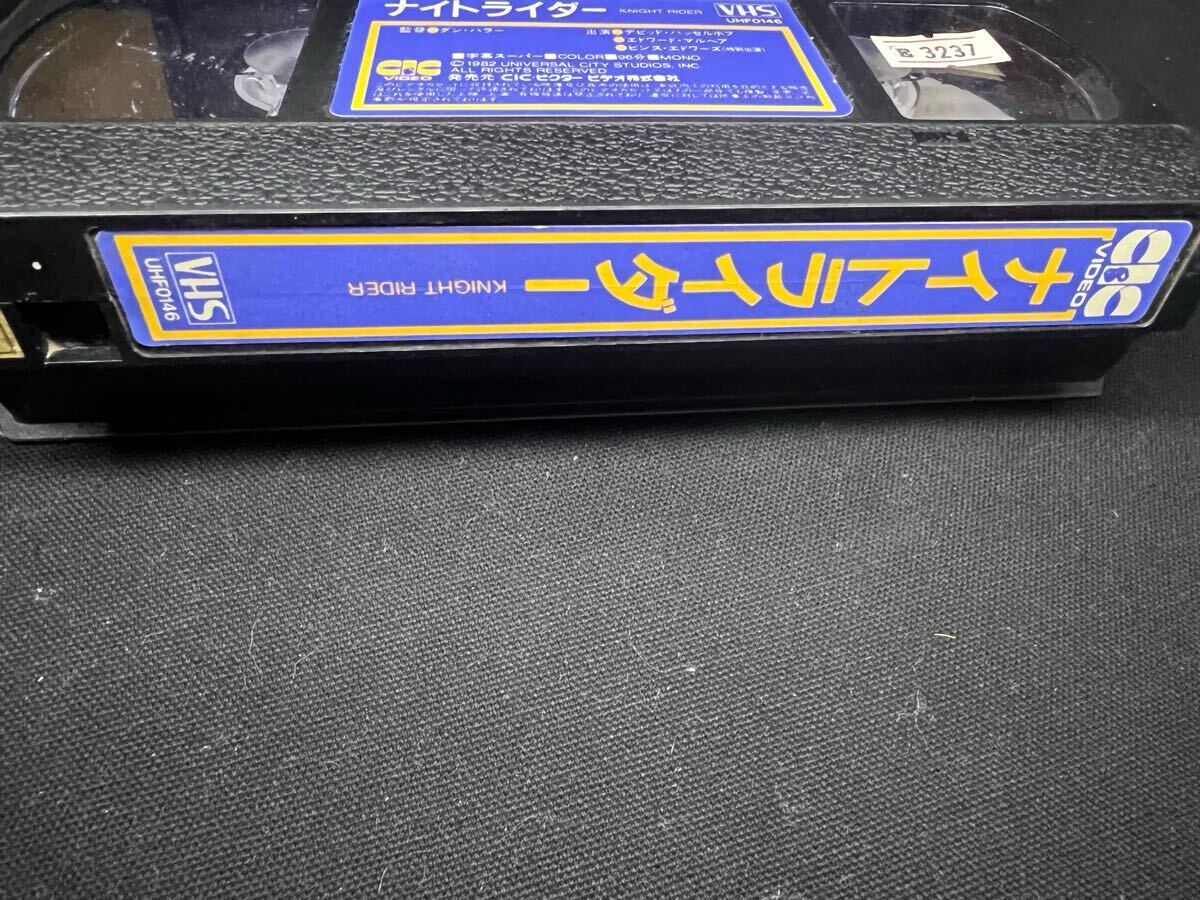 ナイトライダー KNIGHT RIDER VHS
UHF0146
監督●ダン・ハラー 出演●デビッド・ハッセルホフ
●エドワード・マルヘア
●ビンス・エドワーズ(特別出演)
■字幕スーパー■COLOR■96分■MONO
©1982 UNIVERSAL CITY STUDIOS, INC.
ALL RIGHTS RESERVED
CIC VIDEO 発売元 CIC・ビクター ビデオ株式会社
3237
CIC VIDEO
ナイトライダー
KNIGHT RIDER
VHS
UHF0146